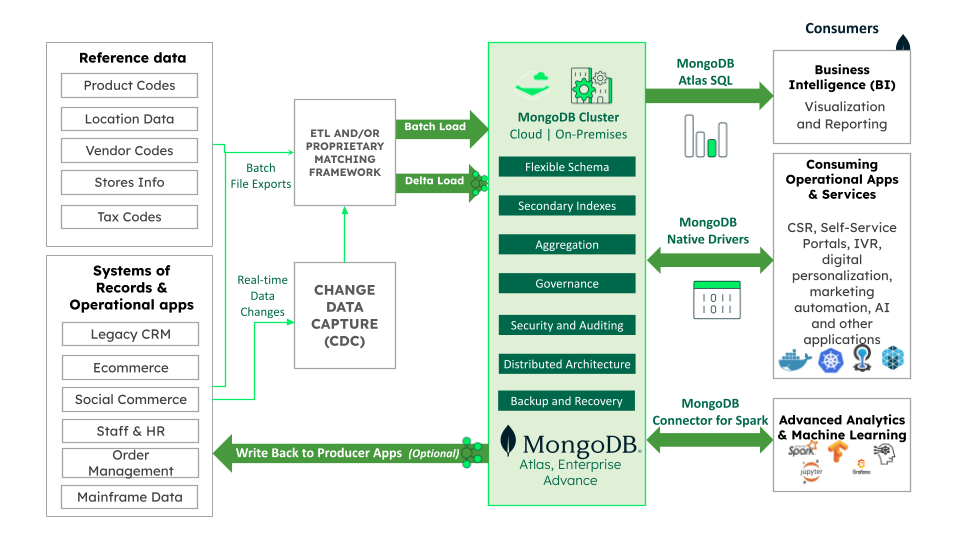 Consumers
Reference data
Product Codes
Location Data
Vendor Codes
Stores Info
Tax Codes
Systems of
Records &
Operational apps
Legacy CRM
Ecommerce
Social Commerce
Staff & HR
Order
Management
Mainframe Data
Batch
File Exports
Real-time
Data
Changes
ETL AND/OR
PROPRIETARY
MATCHING
FRAMEWORK
CHANGE
DATA
CAPTURE
(CDC)
Batch Load
Delta Load
Write Back to Producer Apps (Optional)
MongoDB Cluster
Cloud | On-Premises
Flexible Schema
Secondary Indexes
Aggregation
Governance
Security and Auditing
Distributed Architecture
Backup and Recovery
MongoDB®
Atlas, Enterprise
Advance
MongoDB
Atlas SQL
MongoDB
Native Drivers
1011
1011
MongoDB
Connector for Spark
Business
Intelligence (BI)
Visualization
and Reporting
Consuming
Operational Apps
& Services
CSR, Self-Service
Portals, IVR,
digital
personalization,
marketing
automation, AI
and other
applications
Advanced Analytics
& Machine Learning
Spark
jupyter
Grafana